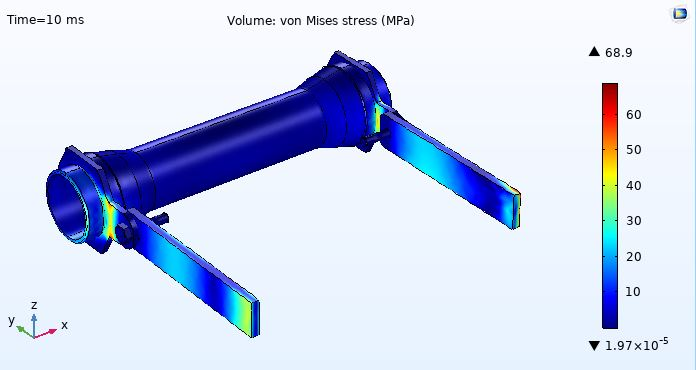 Time=10 ms
Volume: von Mises stress (MPa)
▲ 68.9
60
50
40
30
20
10
▼ 1.97×10⁻⁵
z
y
x